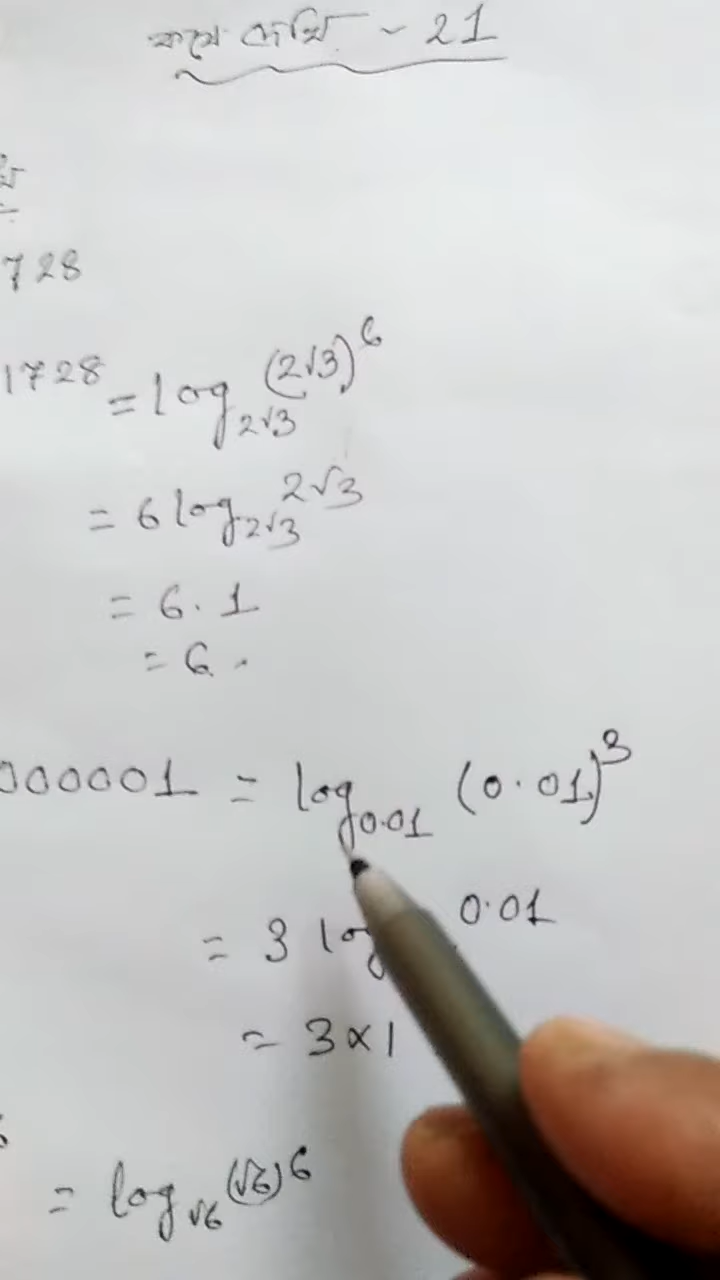 কষে দেখি - 21
728
1728 = log₂√₃ (2√3)⁶
= 6 log₂√₃ 2√3
= 6 . 1
= 6 .
000001 = log₀.₀₁ (0.01)³
= 3 log 0.01
= 3 × 1
= log√₆ (√6)⁶